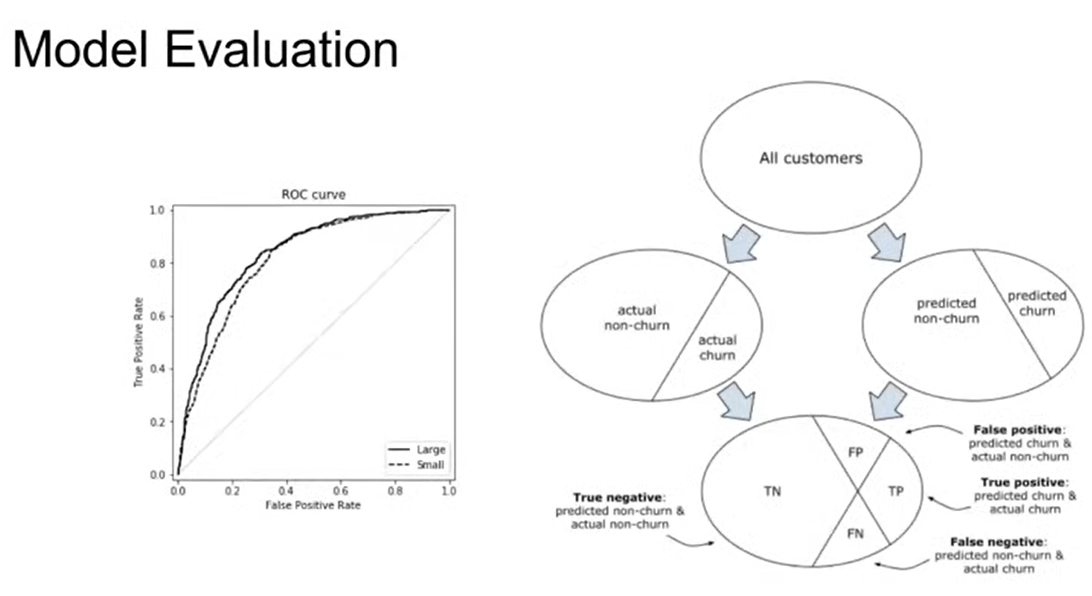 Model Evaluation
ROC curve
1.0
0.8
0.6
0.4
0.2
0.0
True Positive Rate
0.0 0.2 0.4 0.6 0.8 1.0
False Positive Rate
Large
Small
All customers
actual
non-churn
actual
churn
predicted
non-churn
predicted
churn
TN
FP
TP
FN
True negative:
predicted non-churn &
actual non-churn
False positive:
predicted churn &
actual non-churn
True positive:
predicted churn &
actual churn
False negative:
predicted non-churn &
actual churn